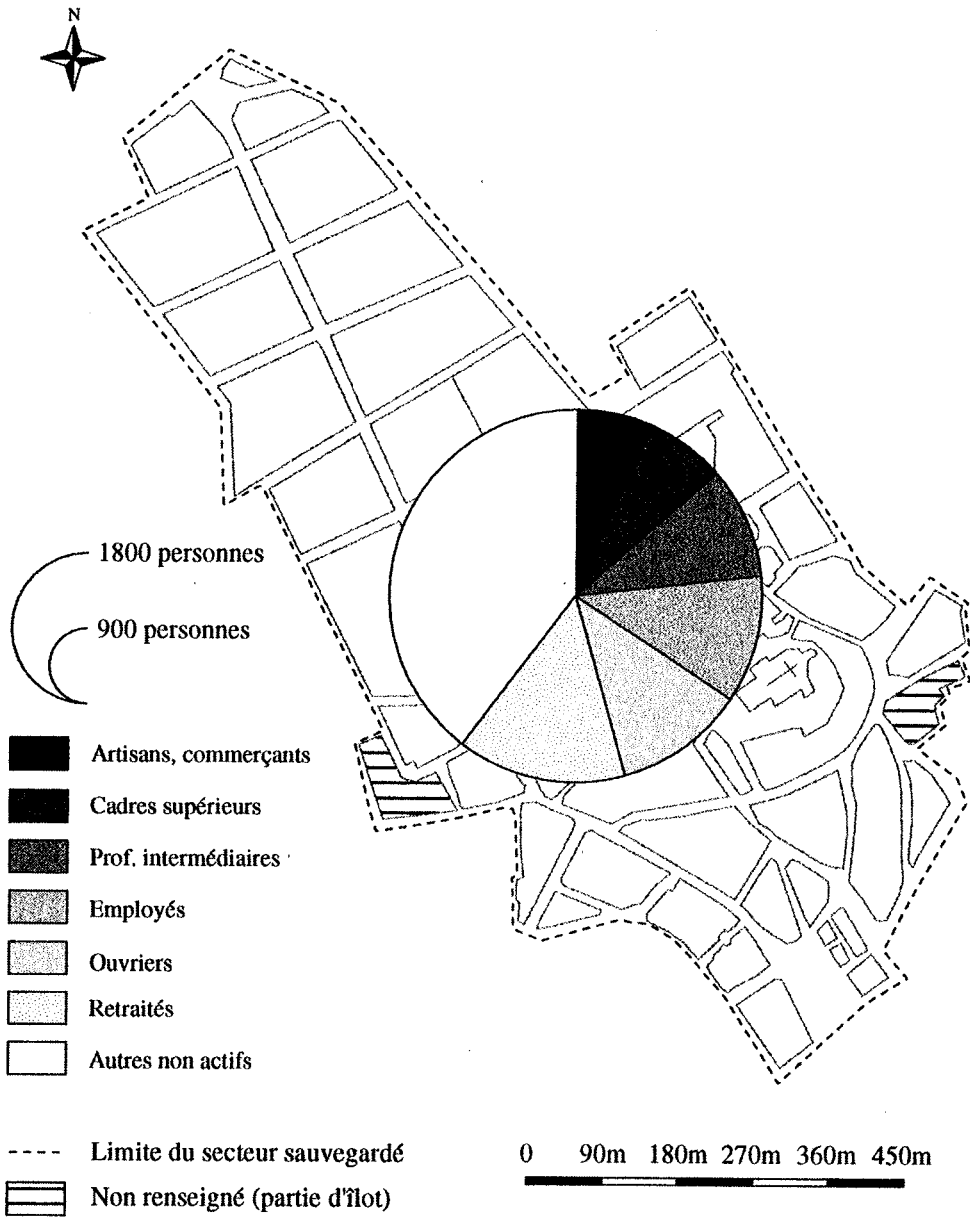 N
1800 personnes
900 personnes
Artisans, commerçants
Cadres supérieurs
Prof. intermédiaires
Employés
Ouvriers
Retraités
Autres non actifs
Limite du secteur sauvegardé
Non renseigné (partie d'îlot)
0 90m 180m 270m 360m 450m